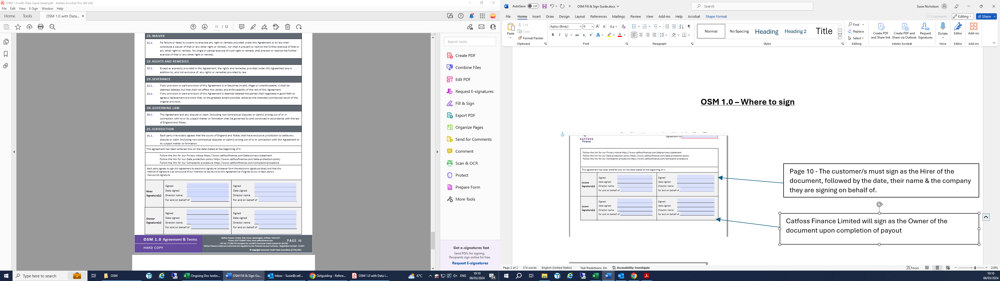 OSM 1.0 with Data Input sheet.pdf - Adobe Acrobat Pro (64-bit)
File Edit View E-Sign Window Help
Home Tools OSM 1.0 with Data... ×
11 / 12
21. WAIVER
21.1. No failure or delay by a party to exercise any right or remedy provided under this Agreement or by law shall
constitute a waiver of that or any other right or remedy, nor shall it prevent or restrict the further exercise of that or
any other right or remedy. No single or partial exercise of such right or remedy shall prevent or restrict the further
exercise of that or any other right or remedy.
22. RIGHTS AND REMEDIES
22.1. Except as expressly provided in this Agreement, the rights and remedies provided under this Agreement are in
addition to, and not exclusive of, any rights or remedies provided by law.
23. SEVERANCE
23.1. If any provision or part-provision of this Agreement is or becomes invalid, illegal or unenforceable, it shall be
deemed deleted, but that shall not affect the validity and enforceability of the rest of this Agreement.
23.2. If any provision or part-provision of this Agreement is deemed deleted the parties shall negotiate in good faith to
agree a replacement provision that, to the greatest extent possible, achieves the intended commercial result of the
original provision.
24. GOVERNING LAW
24.1. This Agreement and any dispute or claim (including non-contractual disputes or claims) arising out of or in
connection with to or its subject matter or formation shall be governed by and construed in accordance with the law
of England and Wales.
25. JURISDICTION
25.1. Each party irrevocably agrees that the courts of England and Wales shall have exclusive jurisdiction to settle any
dispute or claim (including non-contractual disputes or claims) arising out of or in connection with this Agreement or
its subject matter or formation.
This agreement has been entered into on the date stated at the beginning of it.
Follow the link for our Privacy notice https://www.catfossfinance.com/data-privacy-statement
Follow the link for our Data protection policy https://www.catfossfinance.com/data-protection-policy
Follow the link for our Complaints procedure https://www.catfossfinance.com/complaint-procedure
Each party agrees to sign this Agreement by electronic signature (whatever form the electronic signature takes) and that this
method of signature is as conclusive of our intention to be bound by this Agreement as if signed by our or each party's
manuscript signature.
Hirer
Signature(s)
Signed Signed
Date signed Date signed
Director name Director name
For and on behalf of For and on behalf of
Owner
Signature(s)
Signed Signed
Date signed Date signed
Director name Director name
For and on behalf of For and on behalf of
OSM 1.0 Agreement & Terms
HARD COPY
Catfoss Finance Limited, Elite House, Spellowgate, Driffield, YO25 5UP
Phone: 01377258067 Web: www.catfossfinance.com
PAGE 10
VAT No: 772302742 Company No: 4218973 Consumer Credit License No: 507181
Catfoss Finance Limited are authorised and regulated by the Financial Conduct Authority - Registration Number: 723307
© Copyright Consumer Credit Trade Association [CCTA] 2022
Search tools
Create PDF
Combine Files
Edit PDF
Request E-signatures
Fill & Sign
Export PDF
Organize Pages
Send for Comments
Comment
Scan & OCR
Protect
Prepare Form
More Tools
Get e-signatures fast
Send PDFs for signing.
Recipients sign online for free.
Request E-signatures
Type here to search
OSM
Ongoing Doc testin...
OSM Fill & Sign Gu...
Inbox - Susie@catf...
Girlguiding - Refere...
OSM 1.0 with Data I...
6°C
ENG
10:10
08/03/2024
24
AutoSave Off
OSM Fill & Sign Guide.docx
Search
Susie Nicholson
File Home Insert Draw Design Layout References Mailings Review View Add-ins Help Acrobat Shape Format
Comments Editing Share
Paste
Cut
Copy
Format Painter
Clipboard
Aptos (Body) 9
Font
Paragraph
Normal No Spacing Heading Heading 2 Title
Styles
Find
Replace
Select
Editing
Create PDF
and Share link
Create PDF and
Share via Outlook
Request
Signatures
Adobe Acrobat
Dictate
Voice
Editor
Editor
Add-ins
Add-ins
OSM 1.0 – Where to sign
CATFOSS
Finance
Agreement no
Follow the link for our Privacy notice https://www.catfossfinance.com/data-privacy-statement
Follow the link for our Data protection policy https://www.catfossfinance.com/data-protection-policy
Follow the link for our Complaints procedure https://www.catfossfinance.com/complaint-procedure
This agreement has been entered into on the date stated at the beginning of it.
Lessee
Signature(s)
Signed: Signed:
date signed: date signed:
Director name: Director name:
for and on behalf of for and on behalf of
Lessor
Signature(s)
Signed: Signed:
date signed: date signed:
Director name: Director name:
for and on behalf of for and on behalf of
Page 10 - The customer/s must sign as the Hirer of the
document, followed by the date, their name & the company
they are signing on behalf of.
Catfoss Finance Limited will sign as the Owner of the
document upon completion of payout
Page 2 of 2 374 words English (United States) Text Predictions: On Accessibility: Investigate
Focus
228%
10:10
08/03/2024